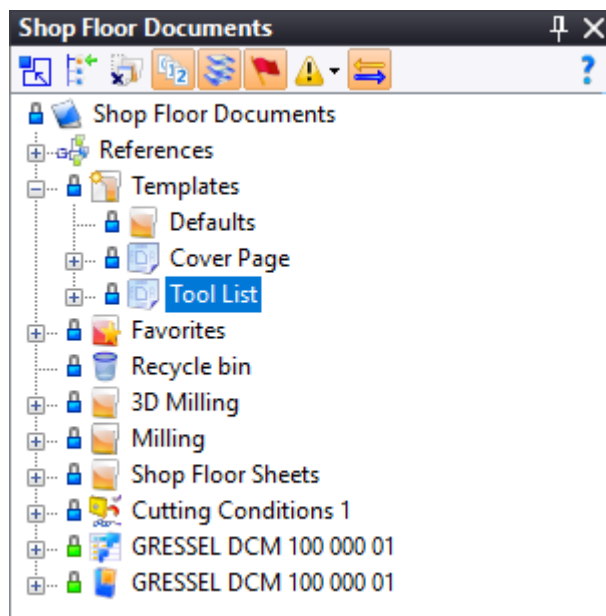 Shop Floor Documents
Shop Floor Documents
References
Templates
Defaults
Cover Page
Tool List
Favorites
Recycle bin
3D Milling
Milling
Shop Floor Sheets
Cutting Conditions 1
GRESSEL DCM 100 000 01
GRESSEL DCM 100 000 01